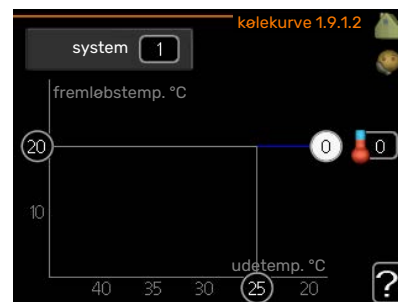 kølekurve 1.9.1.2
system 1
fremløbstemp. °C
20
0
0
10
udetemp. °C
40 35 30 25 20
?